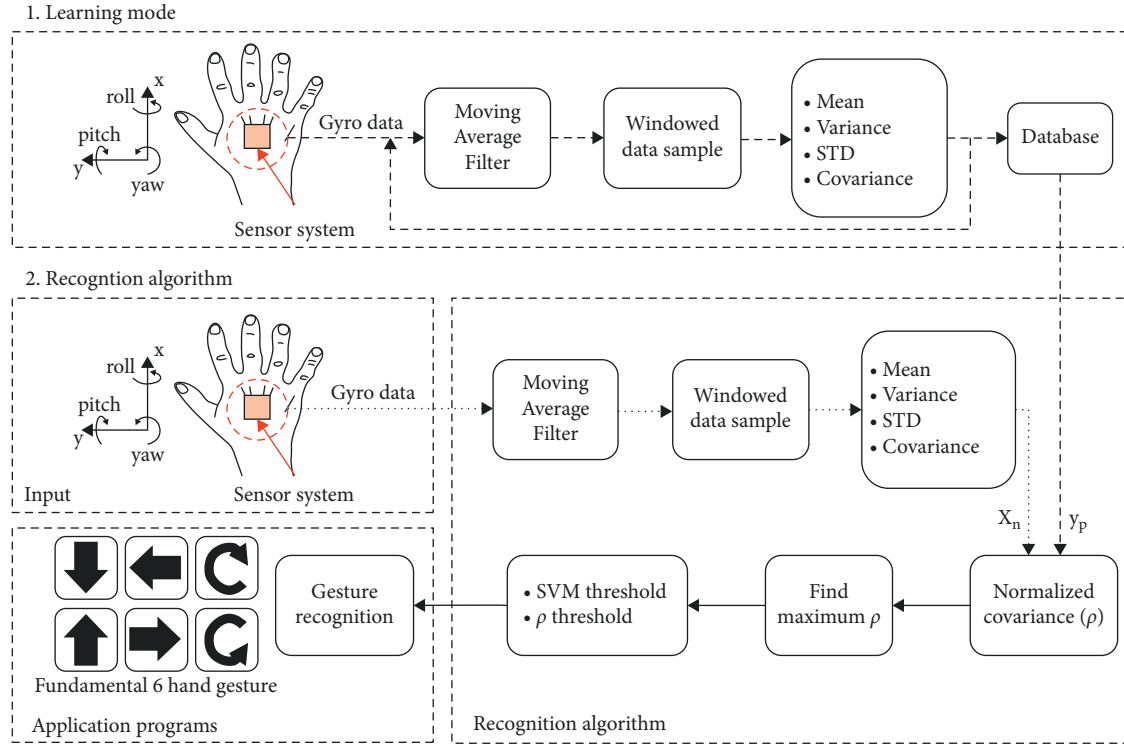 1. Learning mode
x
roll
pitch
y
yaw
Gyro data
Sensor system
Moving
Average
Filter
Windowed
data sample
• Mean
• Variance
• STD
• Covariance
Database
2. Recogntion algorithm
x
roll
pitch
y
yaw
Gyro data
Sensor system
Input
Moving
Average
Filter
Windowed
data sample
• Mean
• Variance
• STD
• Covariance
X_n
y_p
Normalized
covariance (ρ)
Find
maximum ρ
• SVM threshold
• ρ threshold
Gesture
recognition
Fundamental 6 hand gesture
Application programs
Recognition algorithm